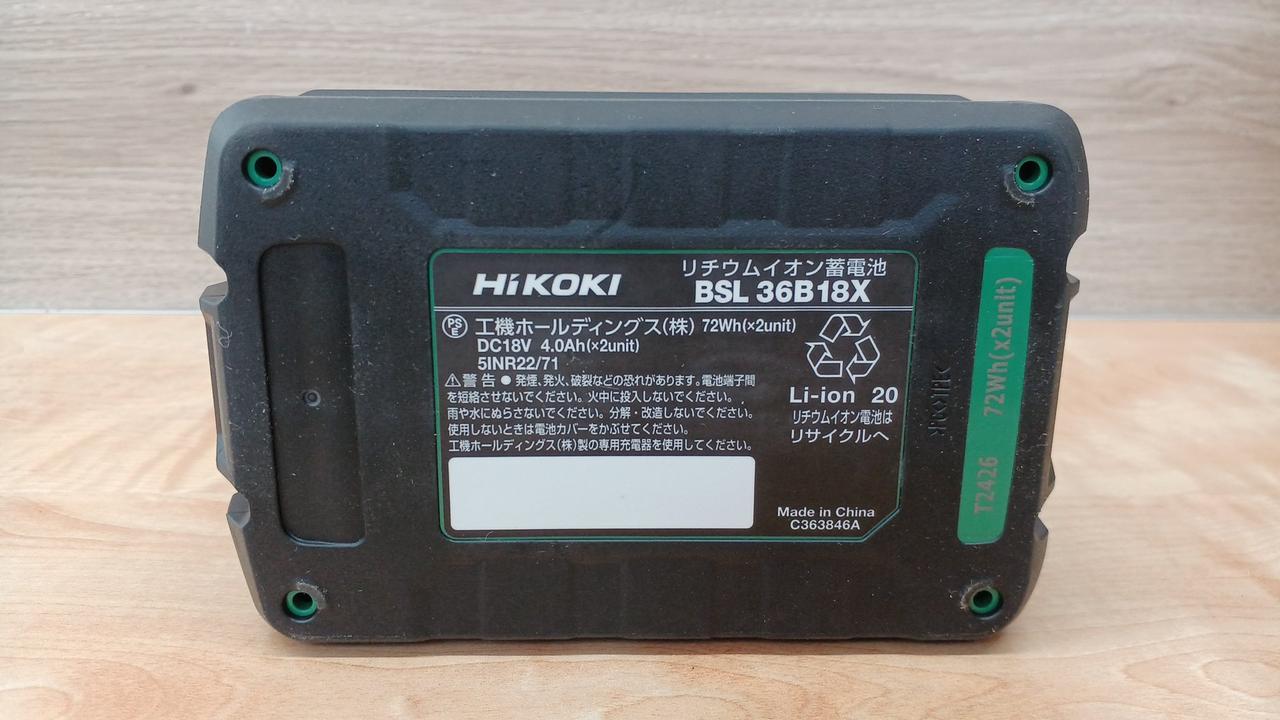 HiKOKI
リチウムイオン蓄電池
BSL 36B18X
PS
E
工機ホールディングス(株) 72Wh(×2unit)
DC18V 4.0Ah(×2unit)
5INR22/71
⚠警告 ● 発煙、発火、破裂などの恐れがあります。電池端子間
を短絡させないでください。火中に投入しないでください。
雨や水にぬらさないでください。分解・改造しないでください。
使用しないときは電池カバーをかぶせてください。
工機ホールディングス(株)製の専用充電器を使用してください。
Li-ion 20
リチウムイオン電池は
リサイクルへ
Made in China
C363846A
T2426 72Wh(x2unit)